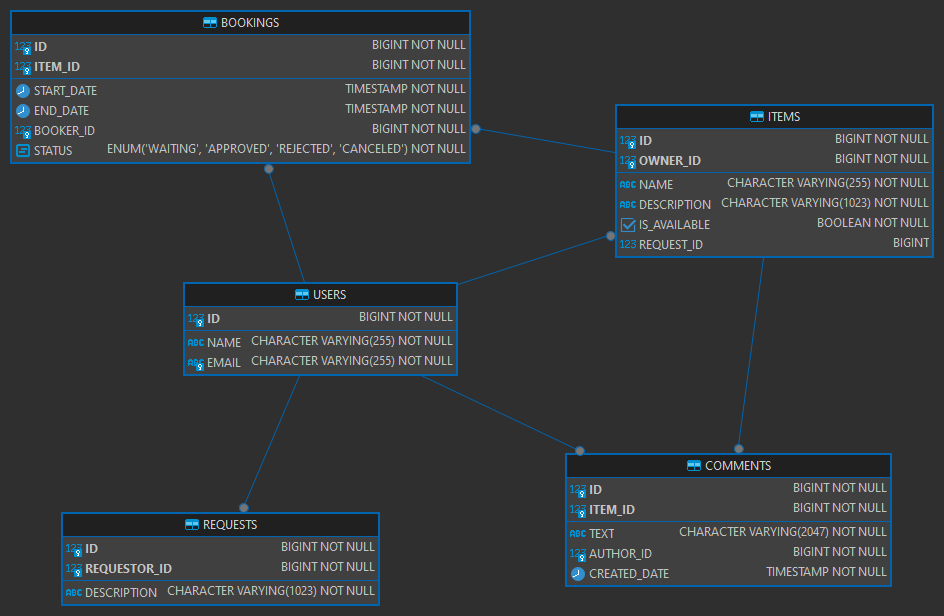 BOOKINGS
123 ID BIGINT NOT NULL
123 ITEM_ID BIGINT NOT NULL
START_DATE TIMESTAMP NOT NULL
END_DATE TIMESTAMP NOT NULL
123 BOOKER_ID BIGINT NOT NULL
STATUS ENUM('WAITING', 'APPROVED', 'REJECTED', 'CANCELED') NOT NULL
ITEMS
123 ID BIGINT NOT NULL
123 OWNER_ID BIGINT NOT NULL
ABC NAME CHARACTER VARYING(255) NOT NULL
ABC DESCRIPTION CHARACTER VARYING(1023) NOT NULL
IS_AVAILABLE BOOLEAN NOT NULL
123 REQUEST_ID BIGINT
USERS
123 ID BIGINT NOT NULL
ABC NAME CHARACTER VARYING(255) NOT NULL
ABC EMAIL CHARACTER VARYING(255) NOT NULL
COMMENTS
123 ID BIGINT NOT NULL
123 ITEM_ID BIGINT NOT NULL
ABC TEXT CHARACTER VARYING(2047) NOT NULL
123 AUTHOR_ID BIGINT NOT NULL
CREATED_DATE TIMESTAMP NOT NULL
REQUESTS
123 ID BIGINT NOT NULL
123 REQUESTOR_ID BIGINT NOT NULL
ABC DESCRIPTION CHARACTER VARYING(1023) NOT NULL